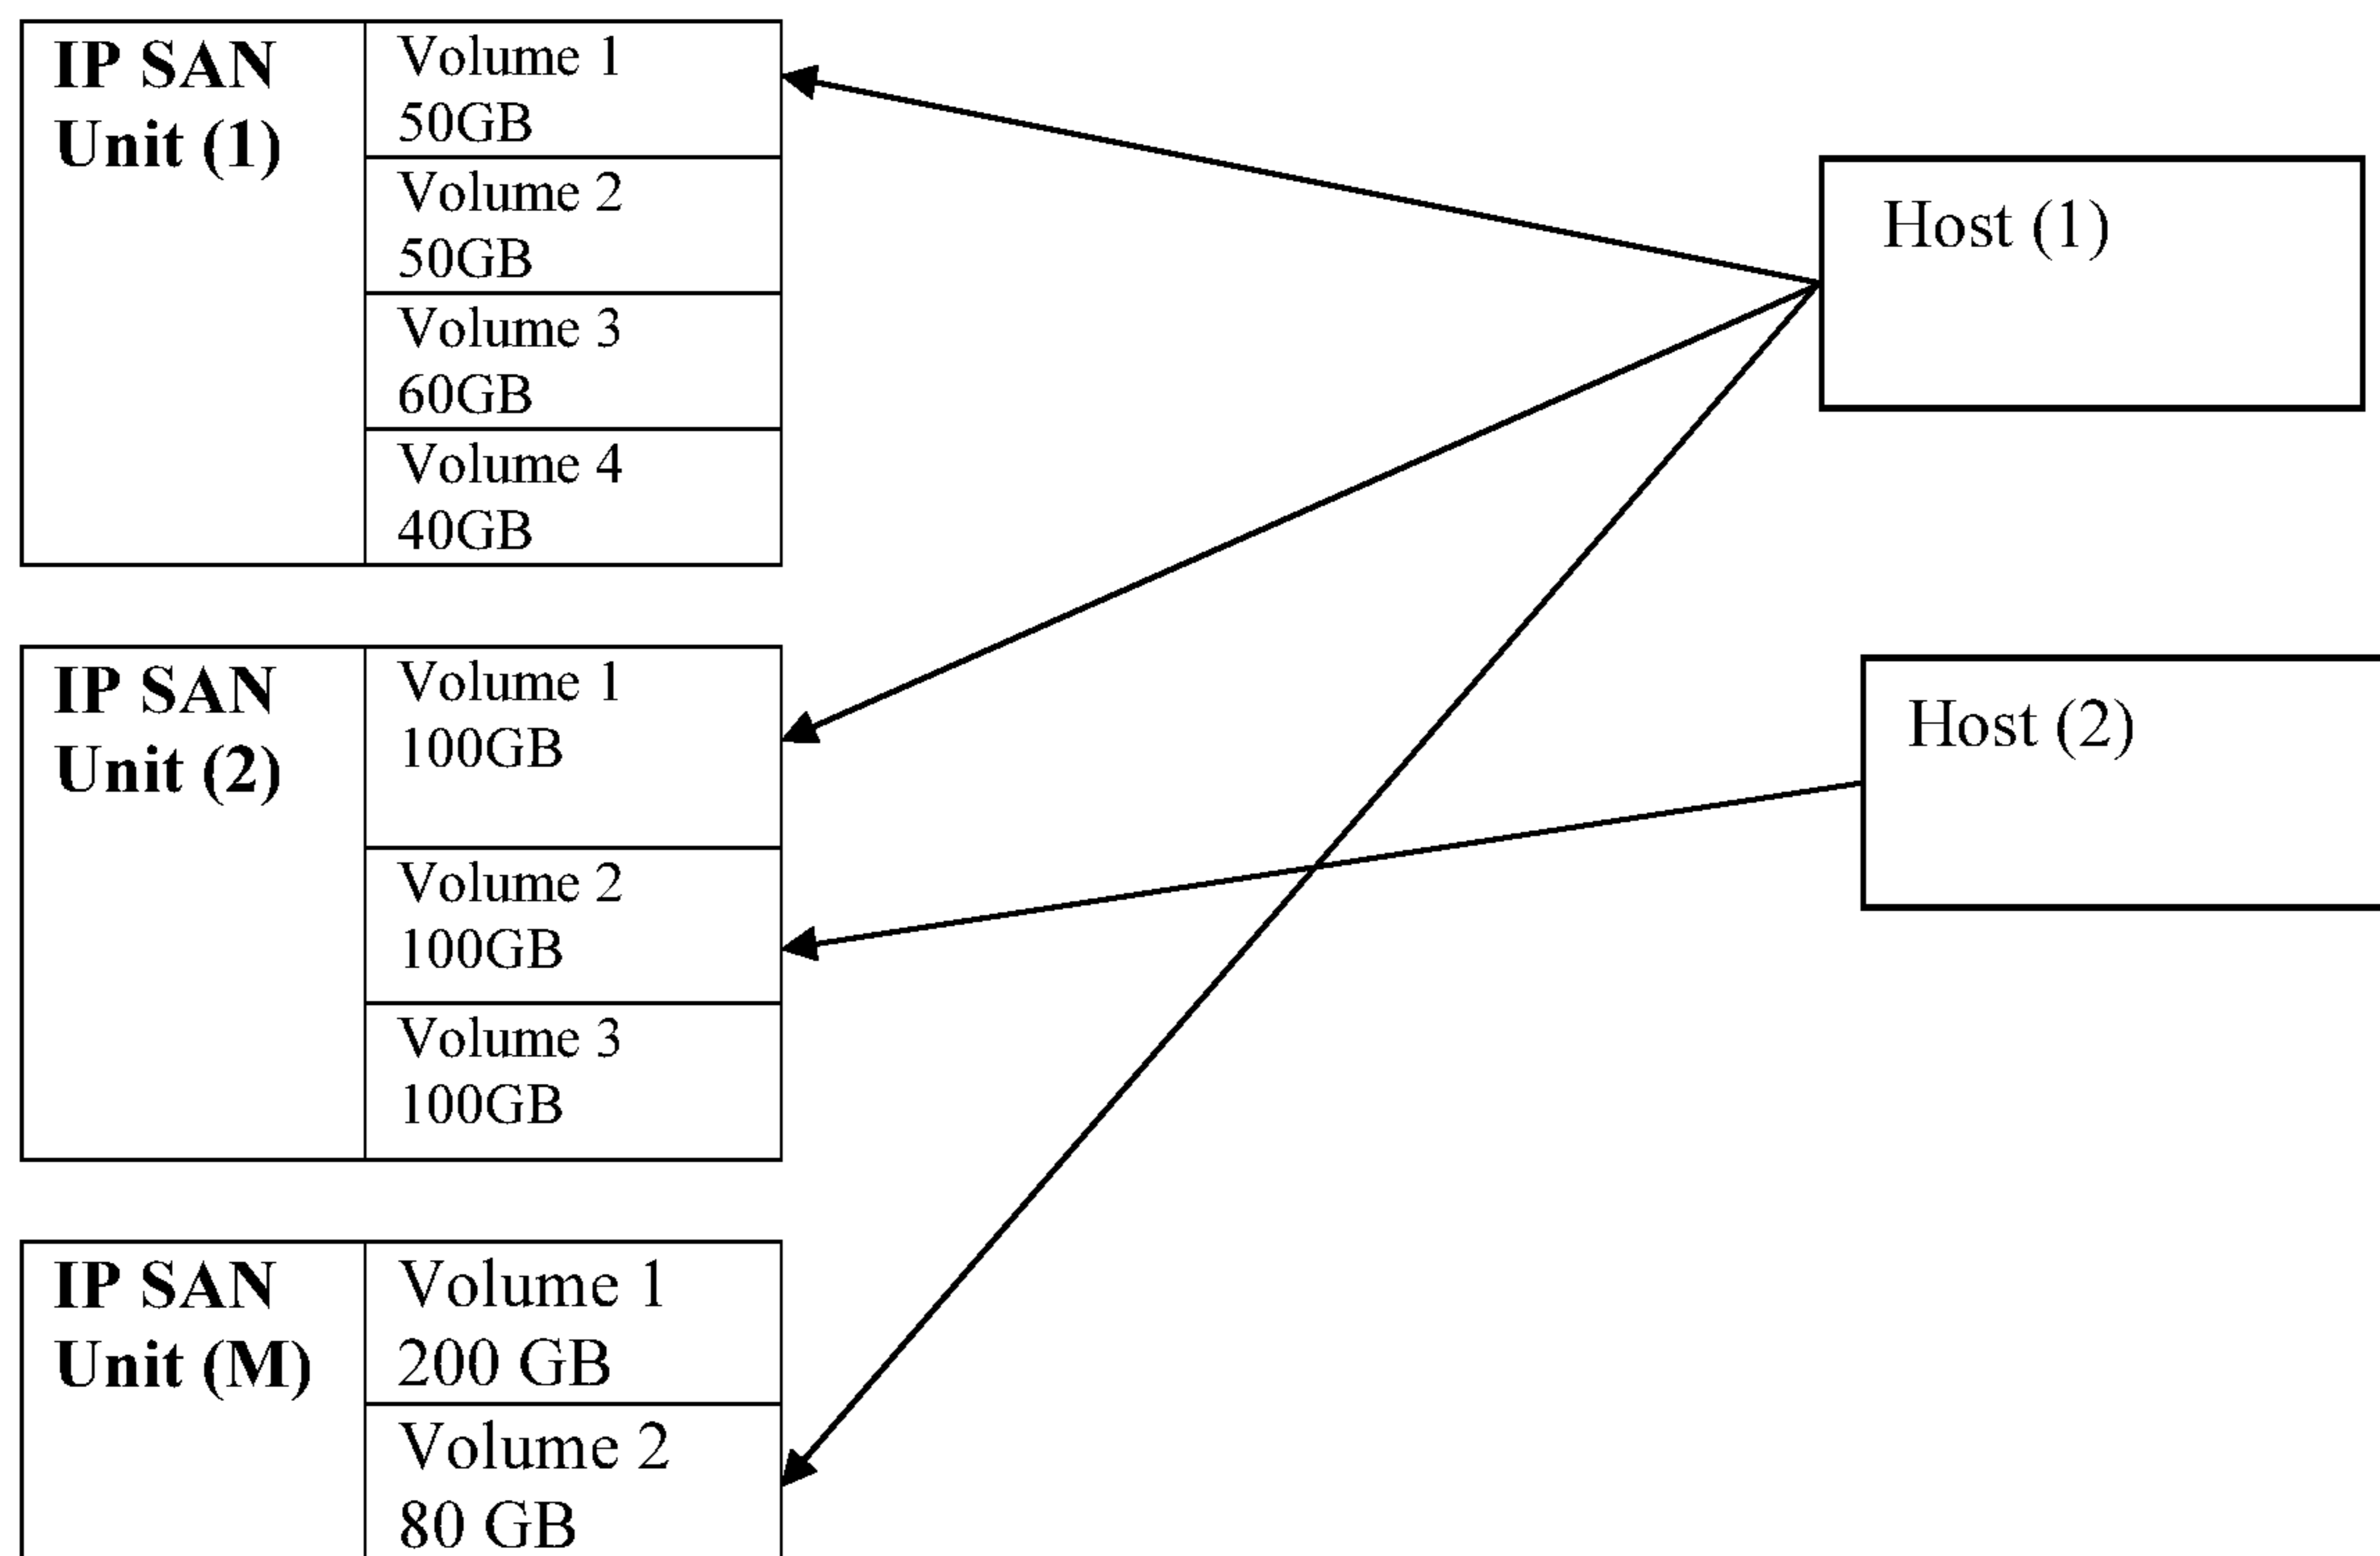 IP SAN
Unit (1)
Volume 1
50GB
Volume 2
50GB
Volume 3
60GB
Volume 4
40GB
Host (1)
IP SAN
Unit (2)
Volume 1
100GB
Volume 2
100GB
Volume 3
100GB
Host (2)
IP SAN
Unit (M)
Volume 1
200 GB
Volume 2
80 GB